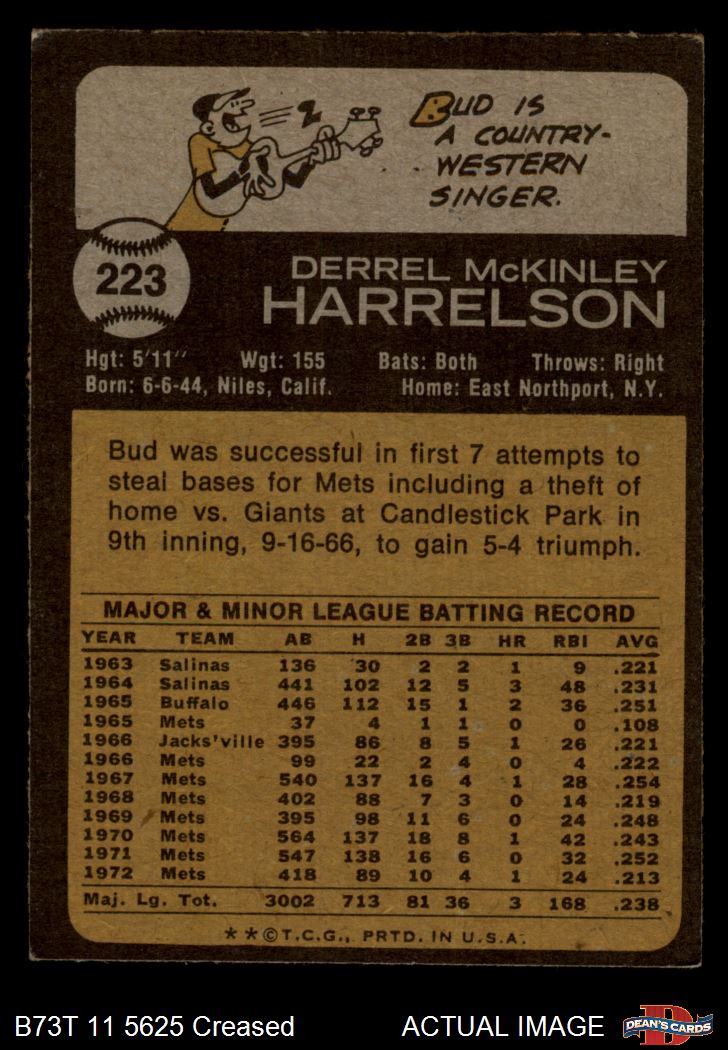 BUD IS
A COUNTRY-
WESTERN
SINGER.
223
DERREL McKINLEY
HARRELSON
Hgt: 5'11" Wgt: 155 Bats: Both Throws: Right
Born: 6-6-44, Niles, Calif. Home: East Northport, N.Y.
Bud was successful in first 7 attempts to
steal bases for Mets including a theft of
home vs. Giants at Candlestick Park in
9th inning, 9-16-66, to gain 5-4 triumph.
MAJOR & MINOR LEAGUE BATTING RECORD
YEAR TEAM AB H 2B 3B HR RBI AVG
1963 Salinas 136 30 2 2 1 9 .221
1964 Salinas 441 102 12 5 3 48 .231
1965 Buffalo 446 112 15 1 2 36 .251
1965 Mets 37 4 1 1 0 0 .108
1966 Jacks'ville 395 86 8 5 1 26 .221
1966 Mets 99 22 2 4 0 4 .222
1967 Mets 540 137 16 4 1 28 .254
1968 Mets 402 88 7 3 0 14 .219
1969 Mets 395 98 11 6 0 24 .248
1970 Mets 564 137 18 8 1 42 .243
1971 Mets 547 138 16 6 0 32 .252
1972 Mets 418 89 10 4 1 24 .213
Maj. Lg. Tot. 3002 713 81 36 3 168 .238
**©T.C.G., PRTD. IN U.S.A.
B73T 11 5625 Creased ACTUAL IMAGE
D
DEAN'S CARDS